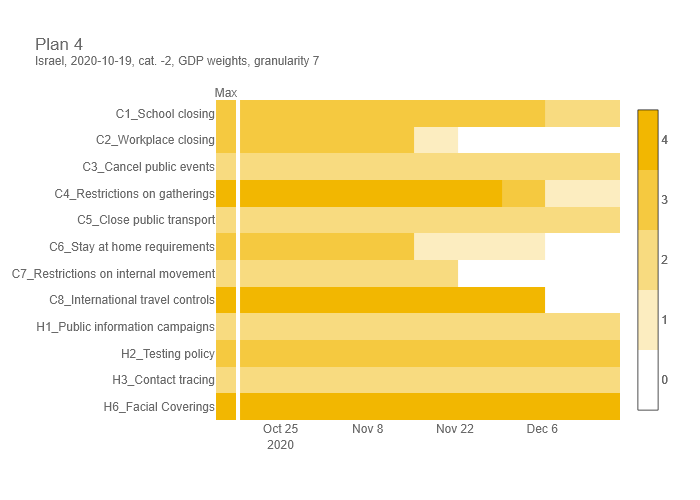 Plan 4
Israel, 2020-10-19, cat. -2, GDP weights, granularity 7
Max
C1_School closing
C2_Workplace closing
C3_Cancel public events
C4_Restrictions on gatherings
C5_Close public transport
C6_Stay at home requirements
C7_Restrictions on internal movement
C8_International travel controls
H1_Public information campaigns
H2_Testing policy
H3_Contact tracing
H6_Facial Coverings
Oct 25 Nov 8 Nov 22 Dec 6
2020
4
3
2
1
0